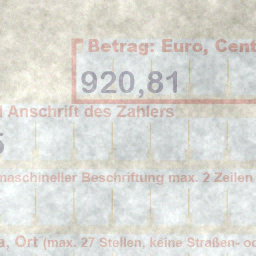 Betrag: Euro, Cent
920,81
Anschrift des Zahlers
maschineller Beschriftung max. 2 Zeilen
Ort (max. 27 Stellen, keine Straßen- od